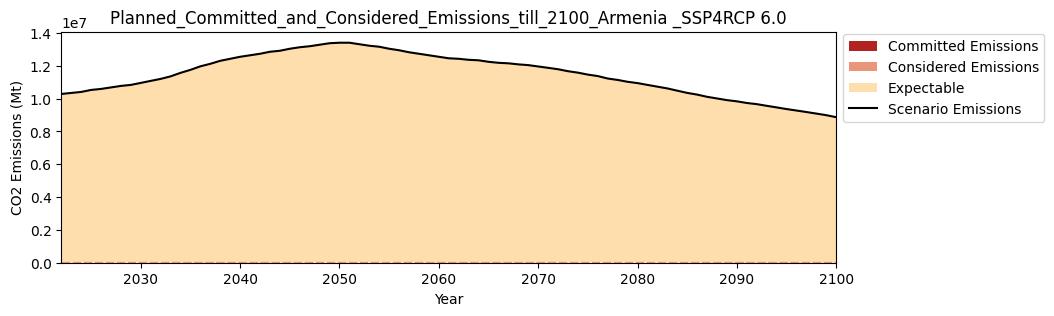 Planned_Committed_and_Considered_Emissions_till_2100_Armenia _SSP4RCP 6.0
1e7
1.4
1.2
1.0
0.8
0.6
0.4
0.2
0.0
CO2 Emissions (Mt)
2030 2040 2050 2060 2070 2080 2090 2100
Year
Committed Emissions
Considered Emissions
Expectable
Scenario Emissions